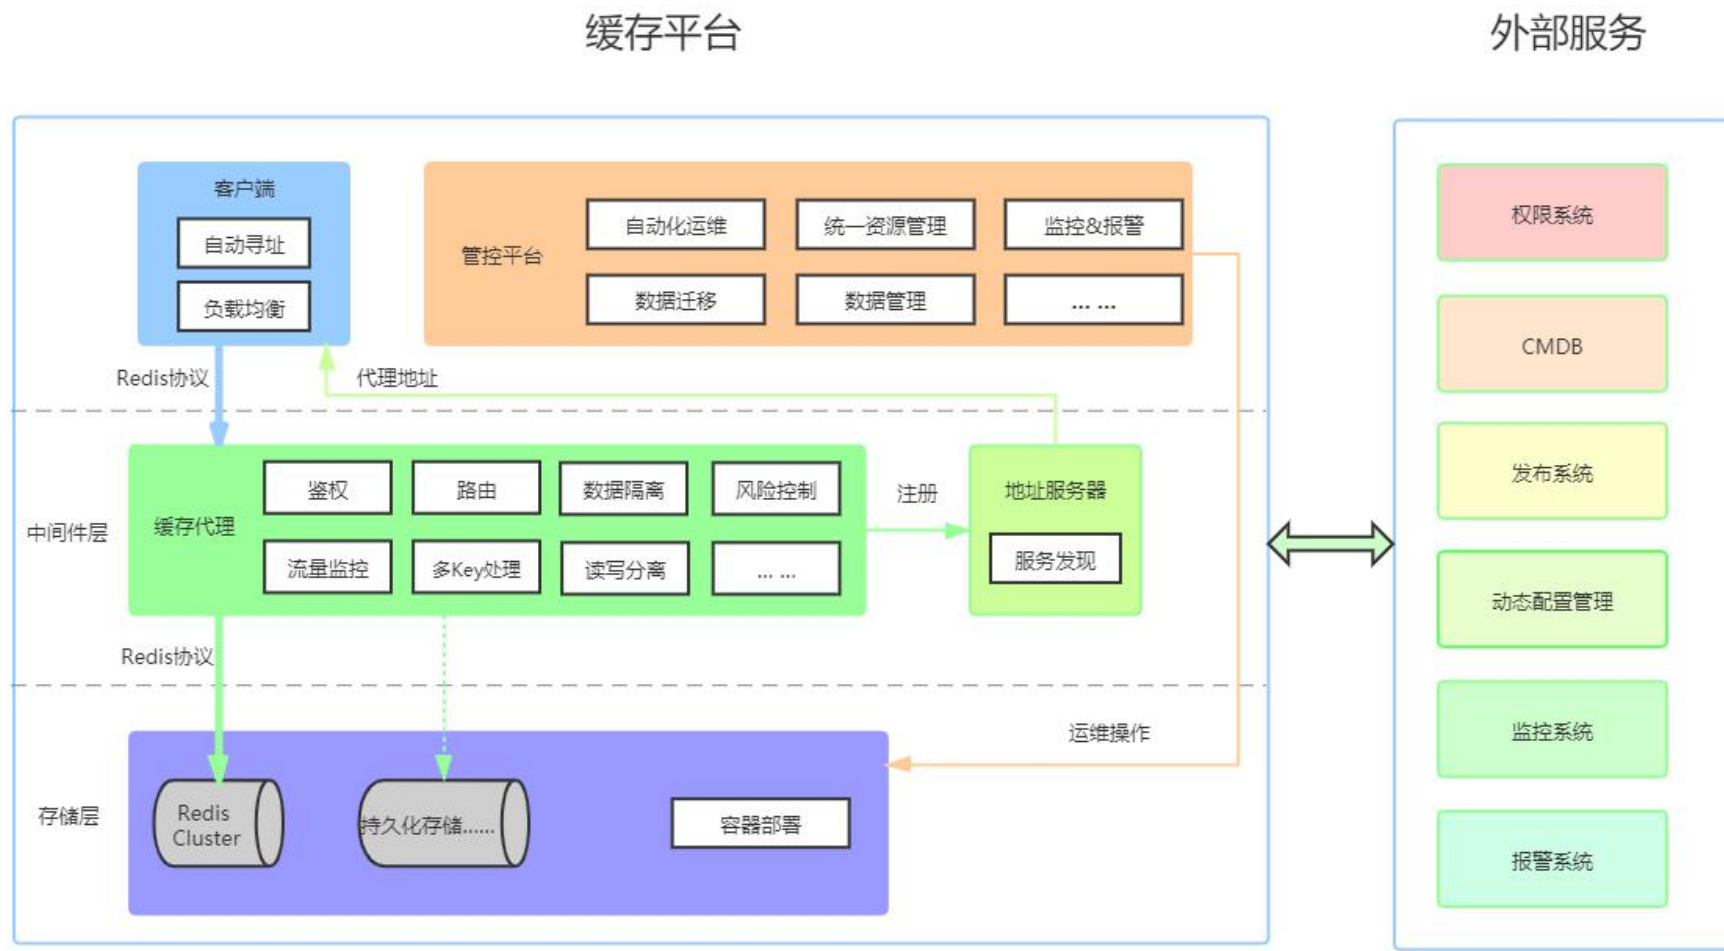 缓存平台
外部服务
客户端
自动寻址
负载均衡
管控平台
自动化运维
统一资源管理
监控&报警
数据迁移
数据管理
... ...
Redis协议
代理地址
中间件层
缓存代理
鉴权
路由
数据隔离
风险控制
流量监控
多Key处理
读写分离
... ...
注册
地址服务器
服务发现
Redis协议
运维操作
存储层
Redis
Cluster
持久化存储......
容器部署
权限系统
CMDB
发布系统
动态配置管理
监控系统
报警系统